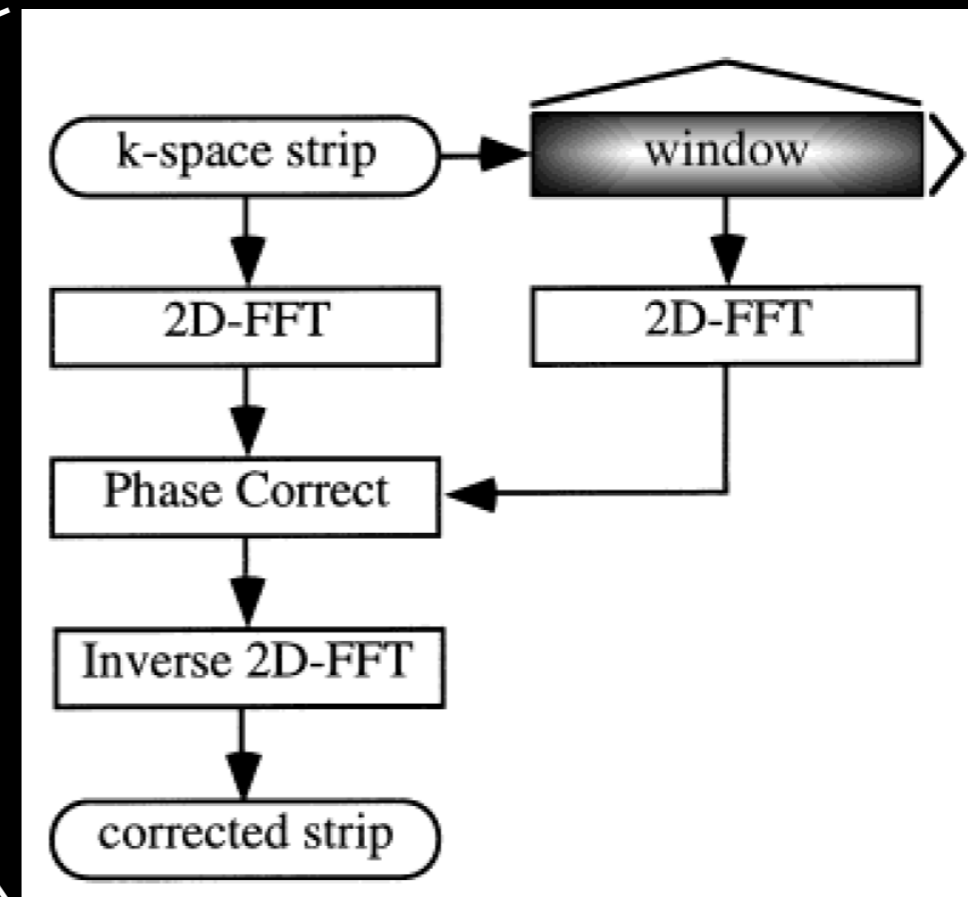 k-space strip
window
2D-FFT
2D-FFT
Phase Correct
Inverse 2D-FFT
corrected strip